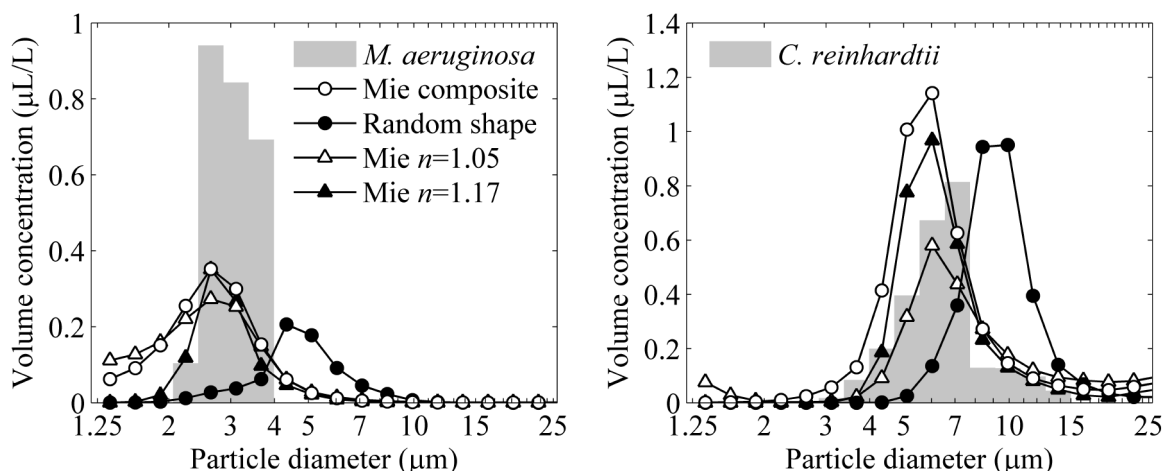 Volume concentration (μL/L)
1
0.8
0.6
0.4
0.2
0
M. aeruginosa
Mie composite
Random shape
Mie n=1.05
Mie n=1.17
1.25 2 3 4 5 7 10 15 25
Particle diameter (μm)
Volume concentration (μL/L)
1.4
1.2
1
0.8
0.6
0.4
0.2
0
C. reinhardtii
1.25 2 3 4 5 7 10 15 25
Particle diameter (μm)